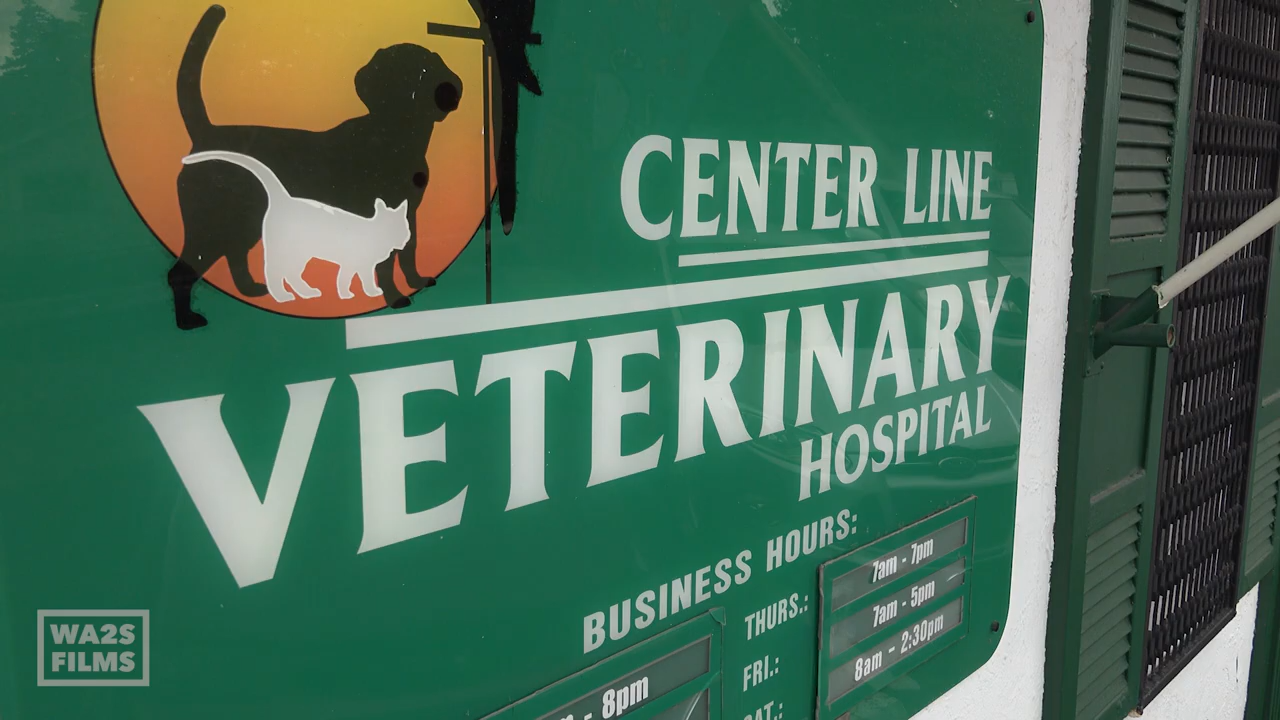 CENTER LINE
VETERINARY
HOSPITAL
BUSINESS HOURS:
THURS.: 7am - 7pm
FRI.: 7am - 5pm
8am - 2:30pm
- 8pm
WA2S
FILMS